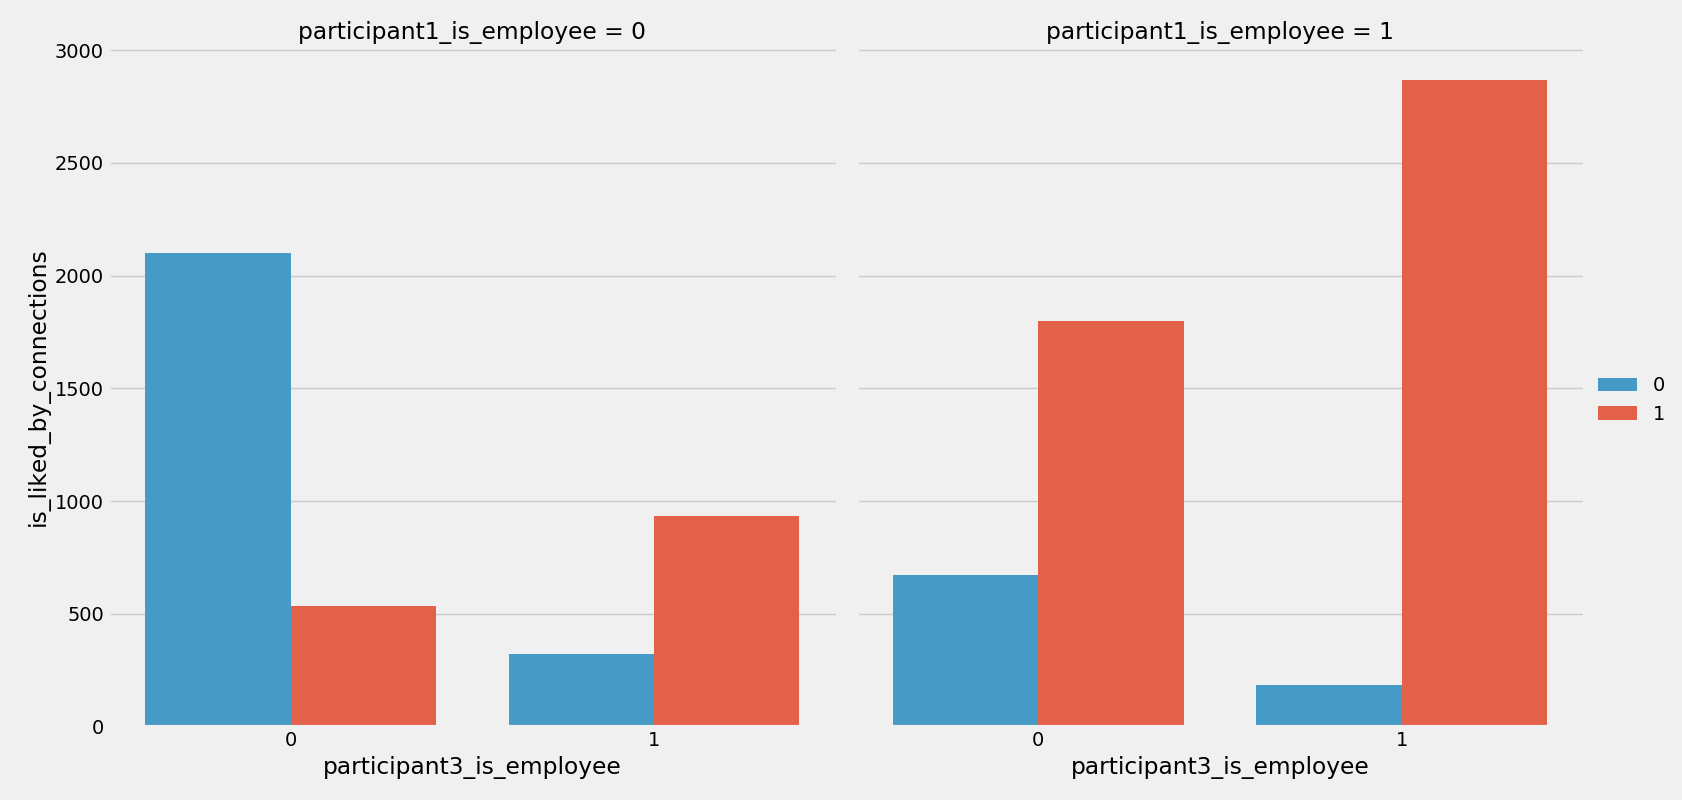 participant1_is_employee = 0
participant1_is_employee = 1
3000
2500
2000
1500
1000
500
0
is_liked_by_connections
0
1
participant3_is_employee
0
1
participant3_is_employee
0
1